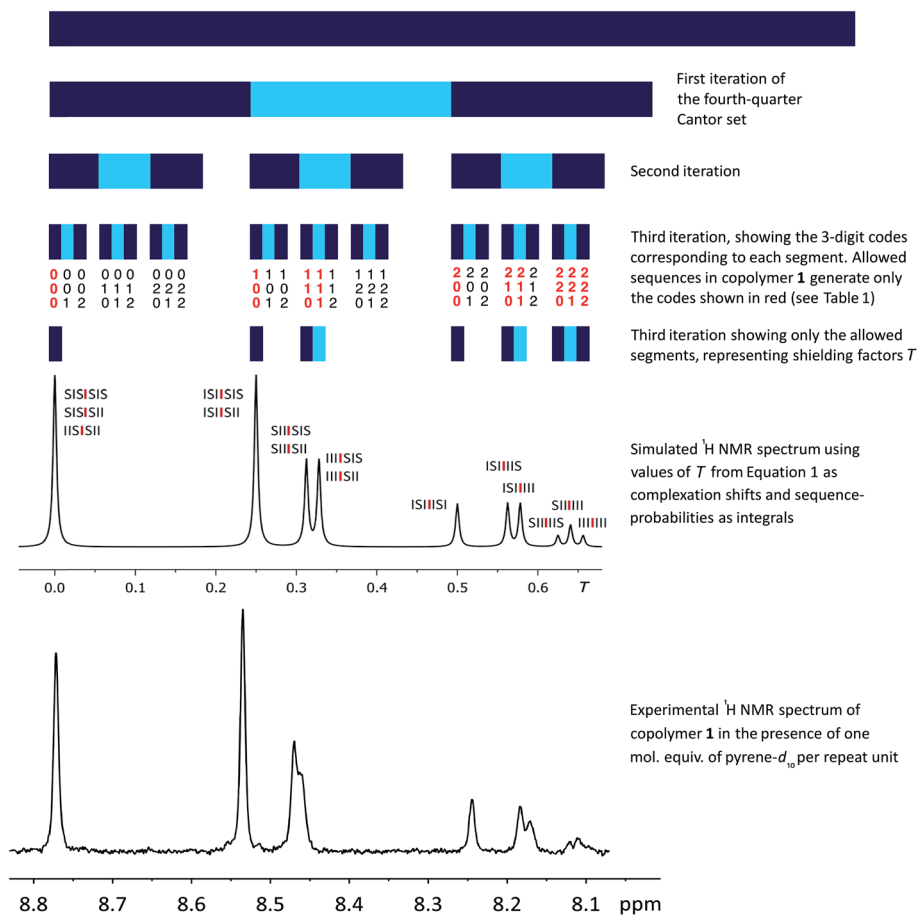 First iteration of
the fourth-quarter
Cantor set
Second iteration
000 000 000 111 111 111 222 222 222
000 111 222 000 111 222 000 111 222
012 012 012 012 012 012 012 012 012
Third iteration, showing the 3-digit codes
corresponding to each segment. Allowed
sequences in copolymer 1 generate only
the codes shown in red (see Table 1)
Third iteration showing only the allowed
segments, representing shielding factors T
SISISIS
SISISII
IISISII
ISIISIS
ISIISII
SIIISIS
SIIISII
IIIISIS
IIIISII
ISIIISI
ISIIIIS
ISIIIII
SIIIIII
SIIIIIS
IIIIIII
Simulated ¹H NMR spectrum using
values of T from Equation 1 as
complexation shifts and sequence-
probabilities as integrals
0.0 0.1 0.2 0.3 0.4 0.5 0.6 T
Experimental ¹H NMR spectrum of
copolymer 1 in the presence of one
mol. equiv. of pyrene-d₁₀ per repeat unit
8.8 8.7 8.6 8.5 8.4 8.3 8.2 8.1 ppm